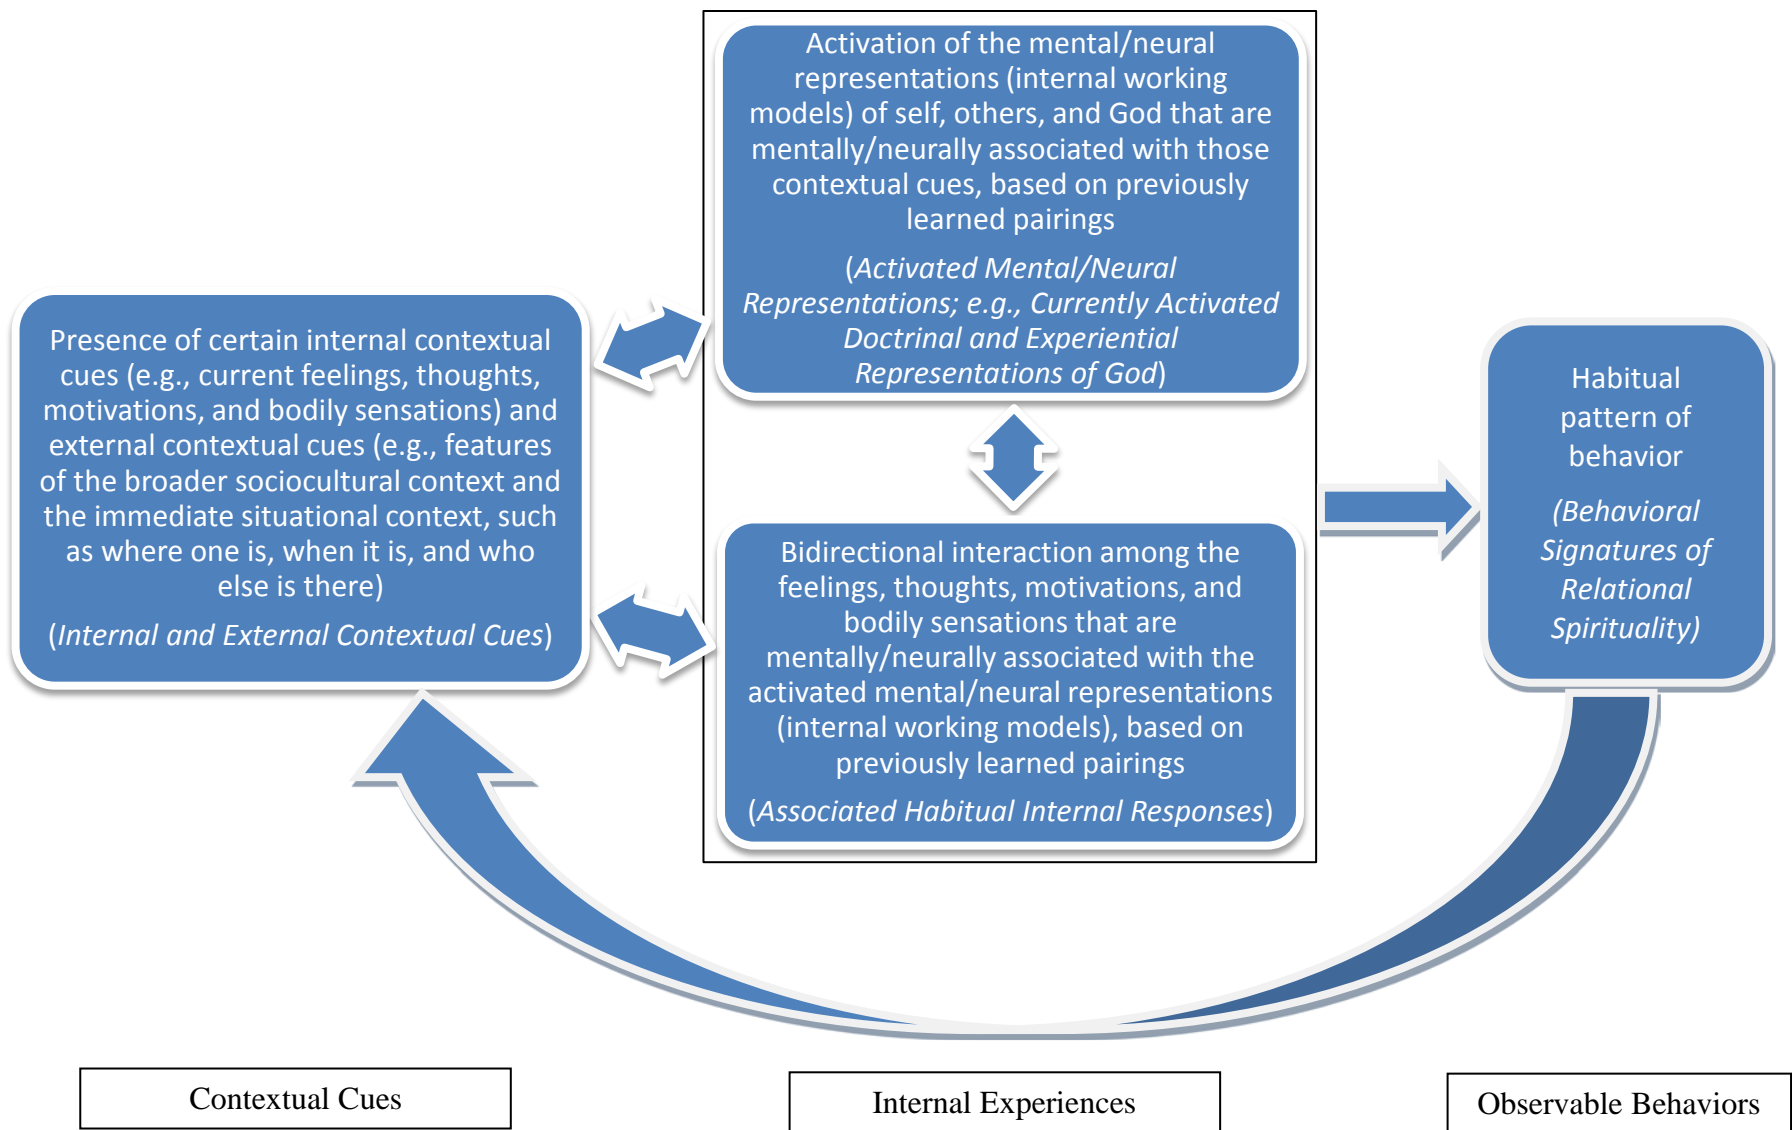 Presence of certain internal contextual
cues (e.g., current feelings, thoughts,
motivations, and bodily sensations) and
external contextual cues (e.g., features
of the broader sociocultural context and
the immediate situational context, such
as where one is, when it is, and who
else is there)
(Internal and External Contextual Cues)
Activation of the mental/neural
representations (internal working
models) of self, others, and God that are
mentally/neurally associated with those
contextual cues, based on previously
learned pairings
(Activated Mental/Neural
Representations; e.g., Currently Activated
Doctrinal and Experiential
Representations of God)
Bidirectional interaction among the
feelings, thoughts, motivations, and
bodily sensations that are
mentally/neurally associated with the
activated mental/neural representations
(internal working models), based on
previously learned pairings
(Associated Habitual Internal Responses)
Habitual
pattern of
behavior
(Behavioral
Signatures of
Relational
Spirituality)
Contextual Cues
Internal Experiences
Observable Behaviors